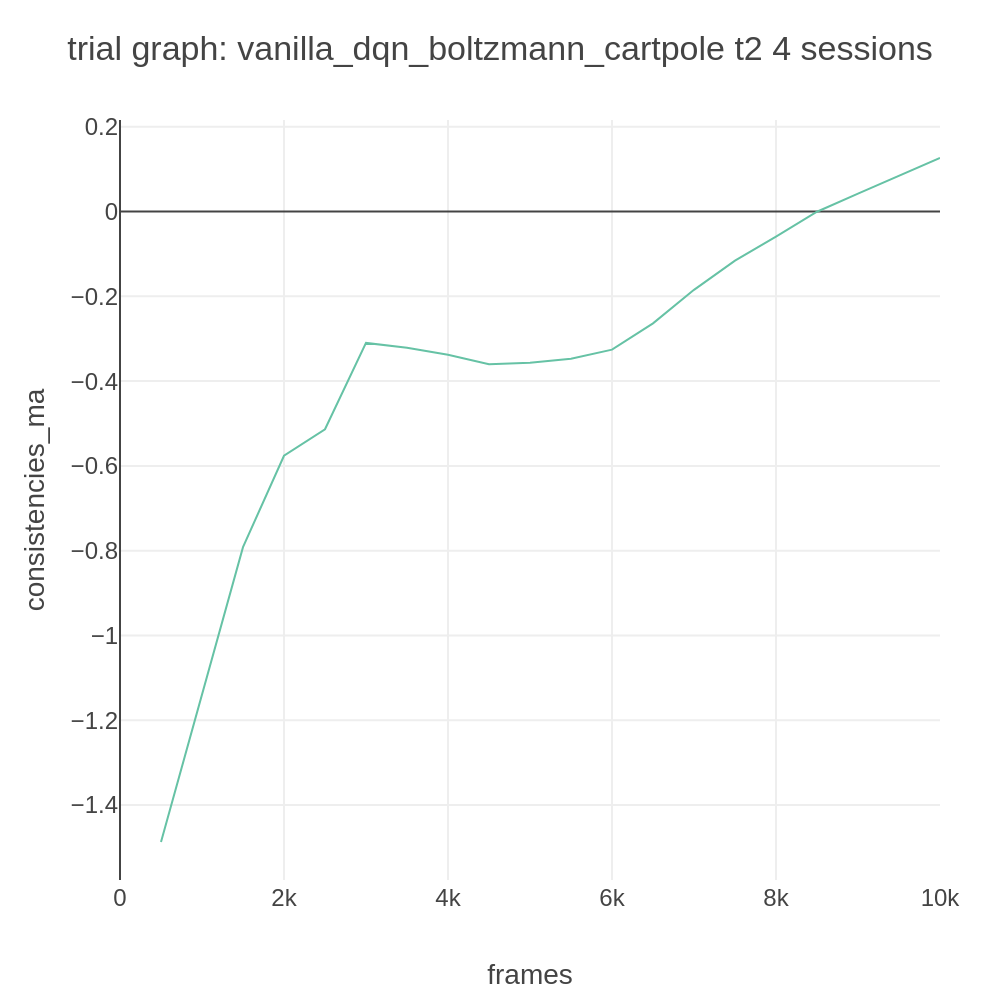 trial graph: vanilla_dqn_boltzmann_cartpole t2 4 sessions
0.2
0
−0.2
−0.4
−0.6
−0.8
−1
−1.2
−1.4
consistencies_ma
0 2k 4k 6k 8k 10k
frames